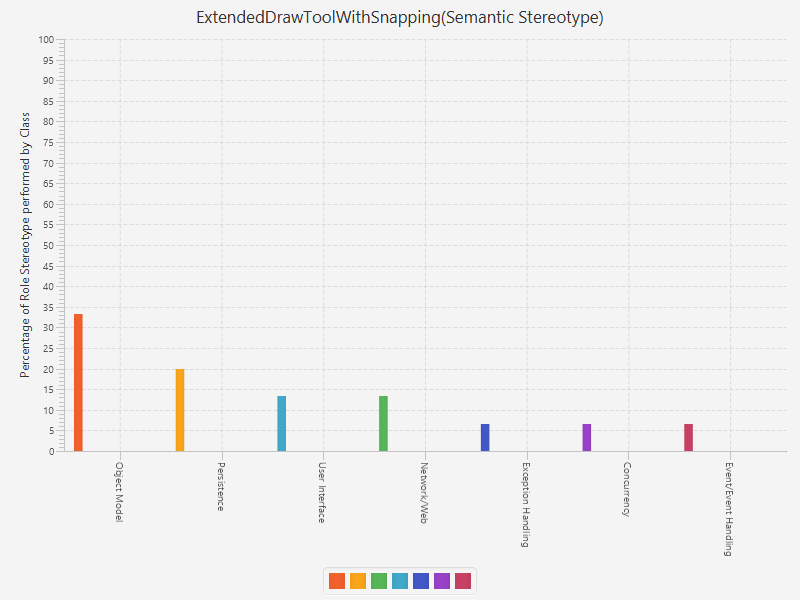 ExtendedDrawToolWithSnapping(Semantic Stereotype)
Percentage of Role Stereotype performed by Class
100
95
90
85
80
75
70
65
60
55
50
45
40
35
30
25
20
15
10
5
0
Object Model
Persistence
User Interface
Network/Web
Exception Handling
Concurrency
Event/Event Handling